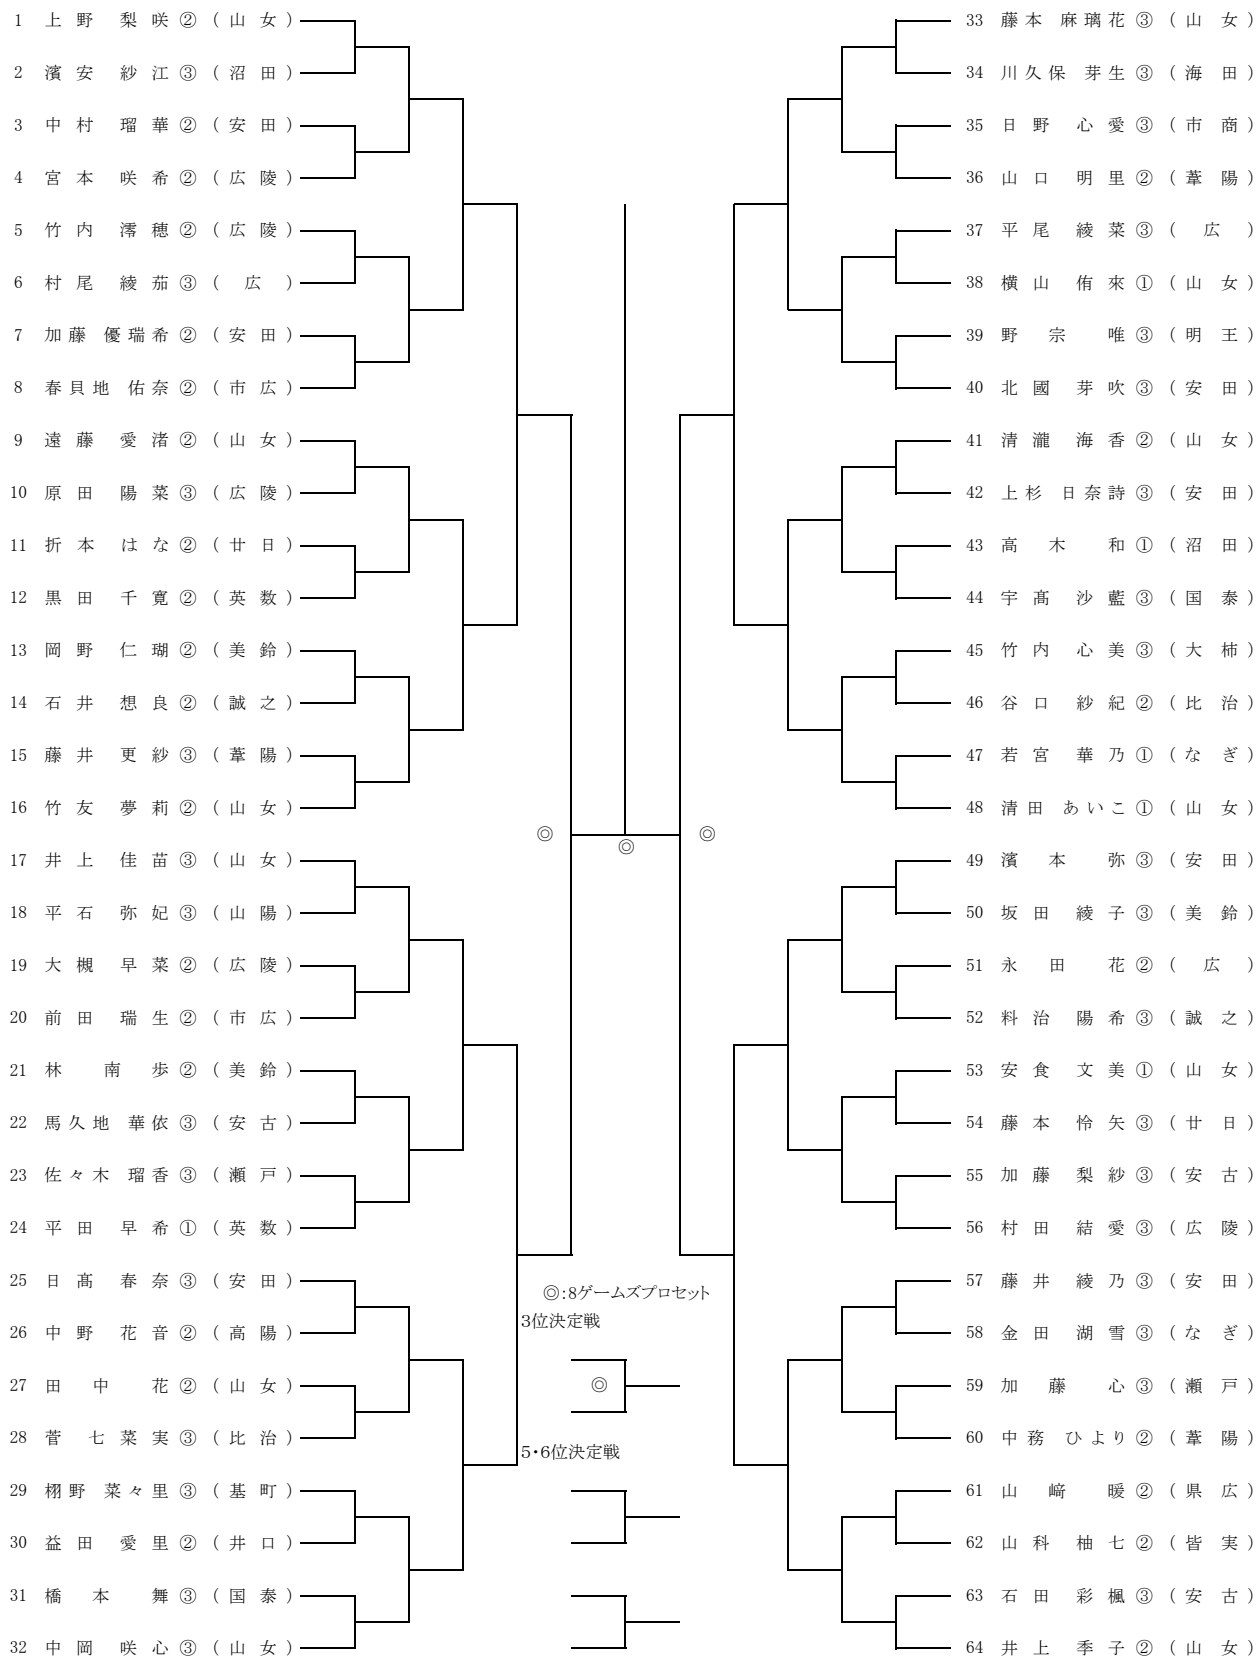 1 上野 梨咲 ② (山女)
2 濱安 紗江 ③ (沼田)
3 中村 瑠華 ② (安田)
4 宮本 咲希 ② (広陵)
5 竹内 澪穂 ② (広陵)
6 村尾 綾茄 ③ (広)
7 加藤 優瑞希 ② (安田)
8 春貝地 佑奈 ② (市広)
9 遠藤 愛渚 ② (山女)
10 原田 陽菜 ③ (広陵)
11 折本 はな ② (廿日)
12 黒田 千寛 ② (英数)
13 岡野 仁瑚 ② (美鈴)
14 石井 想良 ② (誠之)
15 藤井 更紗 ③ (葦陽)
16 竹友 夢莉 ② (山女)
17 井上 佳苗 ③ (山女)
18 平石 弥妃 ③ (山陽)
19 大槻 早菜 ② (広陵)
20 前田 瑞生 ② (市広)
21 林 南歩 ② (美鈴)
22 馬久地 華依 ③ (安古)
23 佐々木 瑠香 ③ (瀬戸)
24 平田 早希 ① (英数)
25 日髙 春奈 ③ (安田)
26 中野 花音 ② (高陽)
27 田中 花 ② (山女)
28 菅 七菜実 ③ (比治)
29 栩野 菜々里 ③ (基町)
30 益田 愛里 ② (井口)
31 橋本 舞 ③ (国泰)
32 中岡 咲心 ③ (山女)
◎
◎
◎
◎:8ゲームズプロセット
3位決定戦
◎
5・6位決定戦
33 藤本 麻璃花 ③ (山女)
34 川久保 芽生 ③ (海田)
35 日野 心愛 ③ (市商)
36 山口 明里 ② (葦陽)
37 平尾 綾菜 ③ (広)
38 横山 侑來 ① (山女)
39 野宗 唯 ③ (明王)
40 北國 芽吹 ③ (安田)
41 清瀧 海香 ② (山女)
42 上杉 日奈詩 ③ (安田)
43 高木 和 ① (沼田)
44 宇髙 沙藍 ③ (国泰)
45 竹内 心美 ③ (大柿)
46 谷口 紗紀 ② (比治)
47 若宮 華乃 ① (なぎ)
48 清田 あいこ ① (山女)
49 濱本 弥 ③ (安田)
50 坂田 綾子 ③ (美鈴)
51 永田 花 ② (広)
52 料治 陽希 ③ (誠之)
53 安食 文美 ① (山女)
54 藤本 怜矢 ③ (廿日)
55 加藤 梨紗 ③ (安古)
56 村田 結愛 ③ (広陵)
57 藤井 綾乃 ③ (安田)
58 金田 湖雪 ③ (なぎ)
59 加藤 心 ③ (瀬戸)
60 中務 ひより ② (葦陽)
61 山﨑 暖 ② (県広)
62 山科 柚七 ② (皆実)
63 石田 彩楓 ③ (安古)
64 井上 季子 ② (山女)